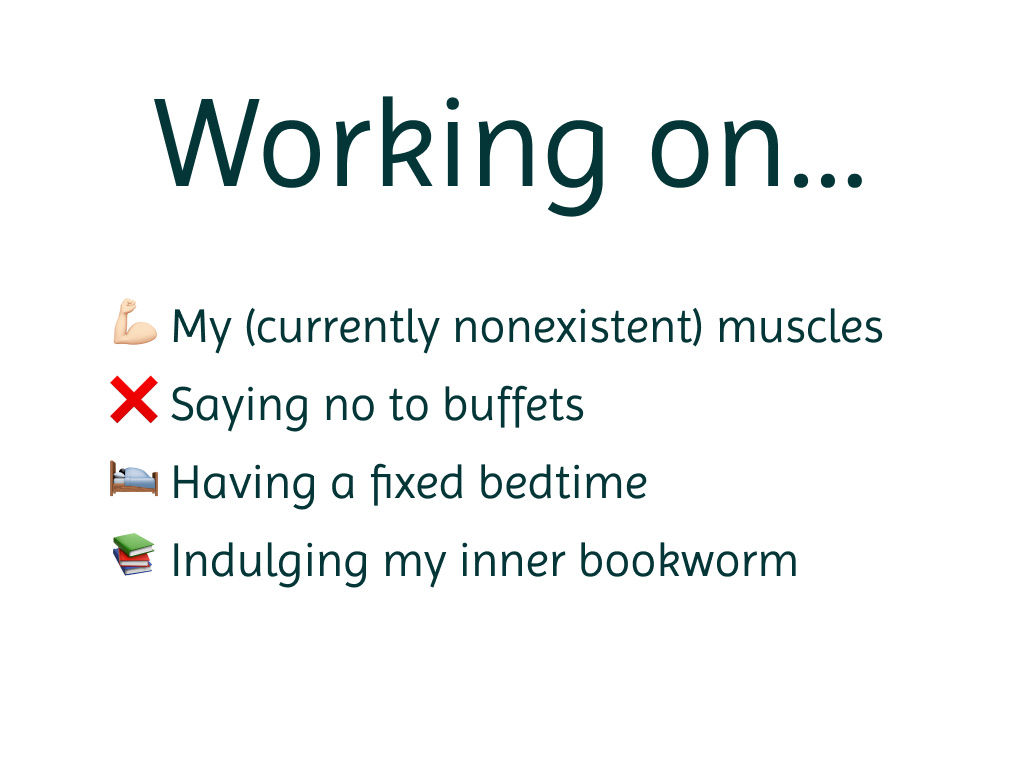 Working on...
💪🏻 My (currently nonexistent) muscles
❌ Saying no to buffets
🛌🏿 Having a fixed bedtime
📚 Indulging my inner bookworm